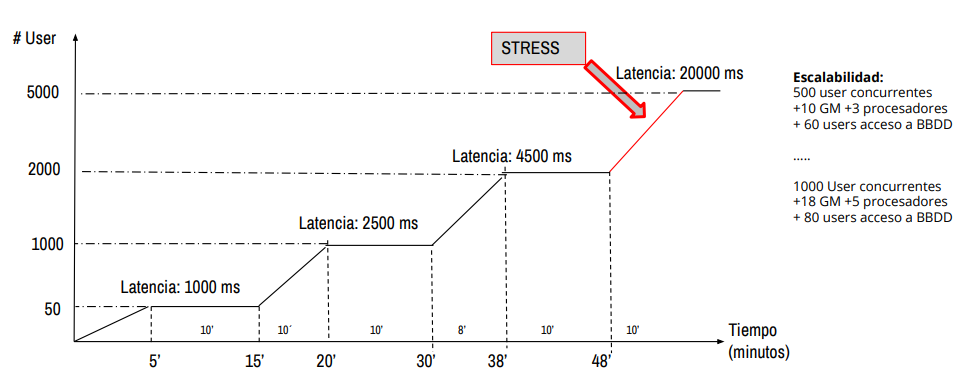 # User
STRESS
Latencia: 20000 ms
5000
Escalabilidad:
500 user concurrentes
+10 GM +3 procesadores
+ 60 users acceso a BBDD
.....
1000 User concurrentes
+18 GM +5 procesadores
+ 80 users acceso a BBDD
Latencia: 4500 ms
2000
Latencia: 2500 ms
1000
Latencia: 1000 ms
50
10'
10´
10'
8'
10'
10'
Tiempo
(minutos)
5'
15'
20'
30'
38'
48'